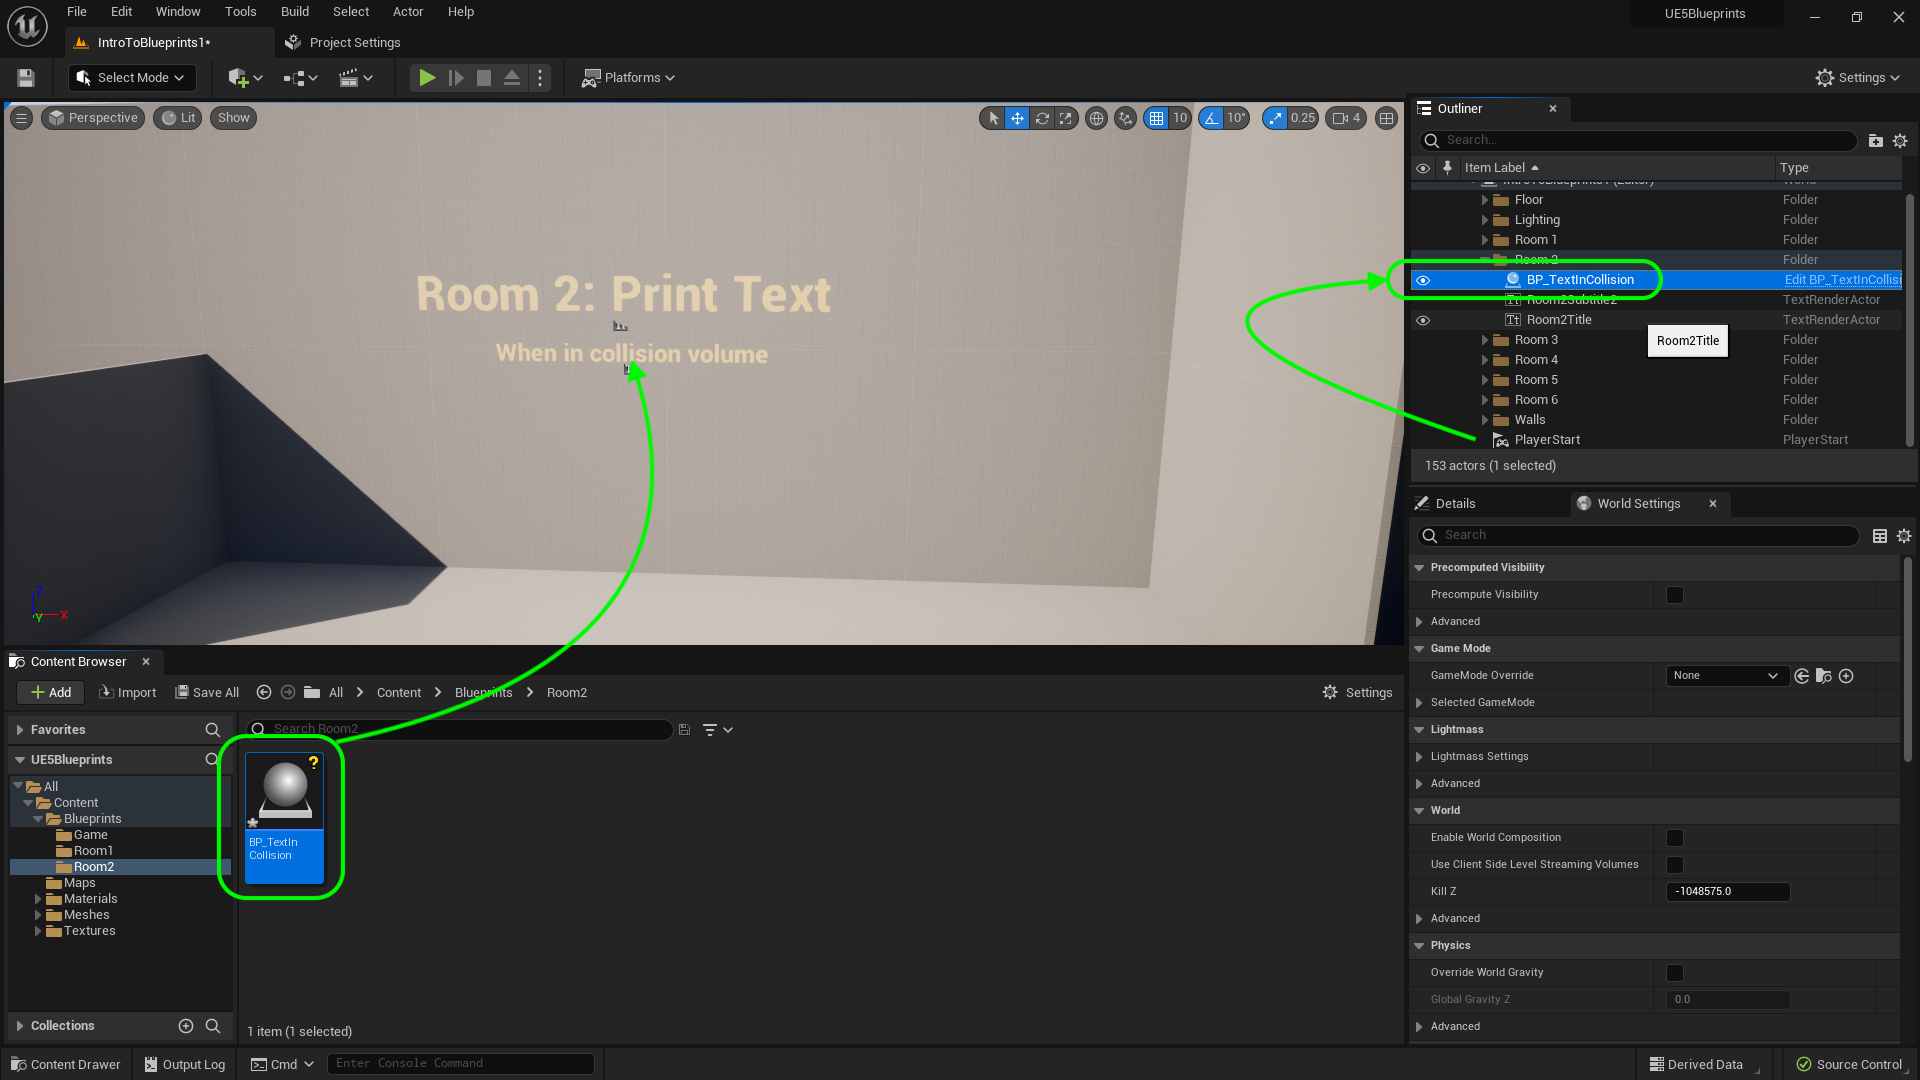 File Edit Window Tools Build Select Actor Help
UE5Blueprints
IntroToBlueprints1*
Project Settings
Select Mode
Platforms
Settings
Perspective
Lit
Show
10
10°
0.25
4
Room 2: Print Text
When in collision volume
Z
X
Y
Outliner
Search...
Item Label
Type
IntroToBlueprints1 (Editor)
World
Floor
Folder
Lighting
Folder
Room 1
Folder
Room 2
Folder
BP_TextInCollision
Edit BP_TextInCollisi
Room2Subtitle2
TextRenderActor
Room2Title
TextRenderActor
Room2Title
Room 3
Folder
Room 4
Folder
Room 5
Folder
Room 6
Folder
Walls
Folder
PlayerStart
PlayerStart
153 actors (1 selected)
Details
World Settings
Search
Precomputed Visibility
Precompute Visibility
Advanced
Game Mode
GameMode Override
None
Selected GameMode
Lightmass
Lightmass Settings
Advanced
World
Enable World Composition
Use Client Side Level Streaming Volumes
Kill Z
-1048575.0
Advanced
Physics
Override World Gravity
Global Gravity Z
0.0
Advanced
Content Browser
Add
Import
Save All
All
Content
Blueprints
Room2
Settings
Favorites
Search Room2
UE5Blueprints
All
Content
Blueprints
Game
Room1
Room2
Maps
Materials
Meshes
Textures
Collections
?
BP_TextIn
Collision
1 item (1 selected)
Content Drawer
Output Log
Cmd
Enter Console Command
Derived Data
Source Control